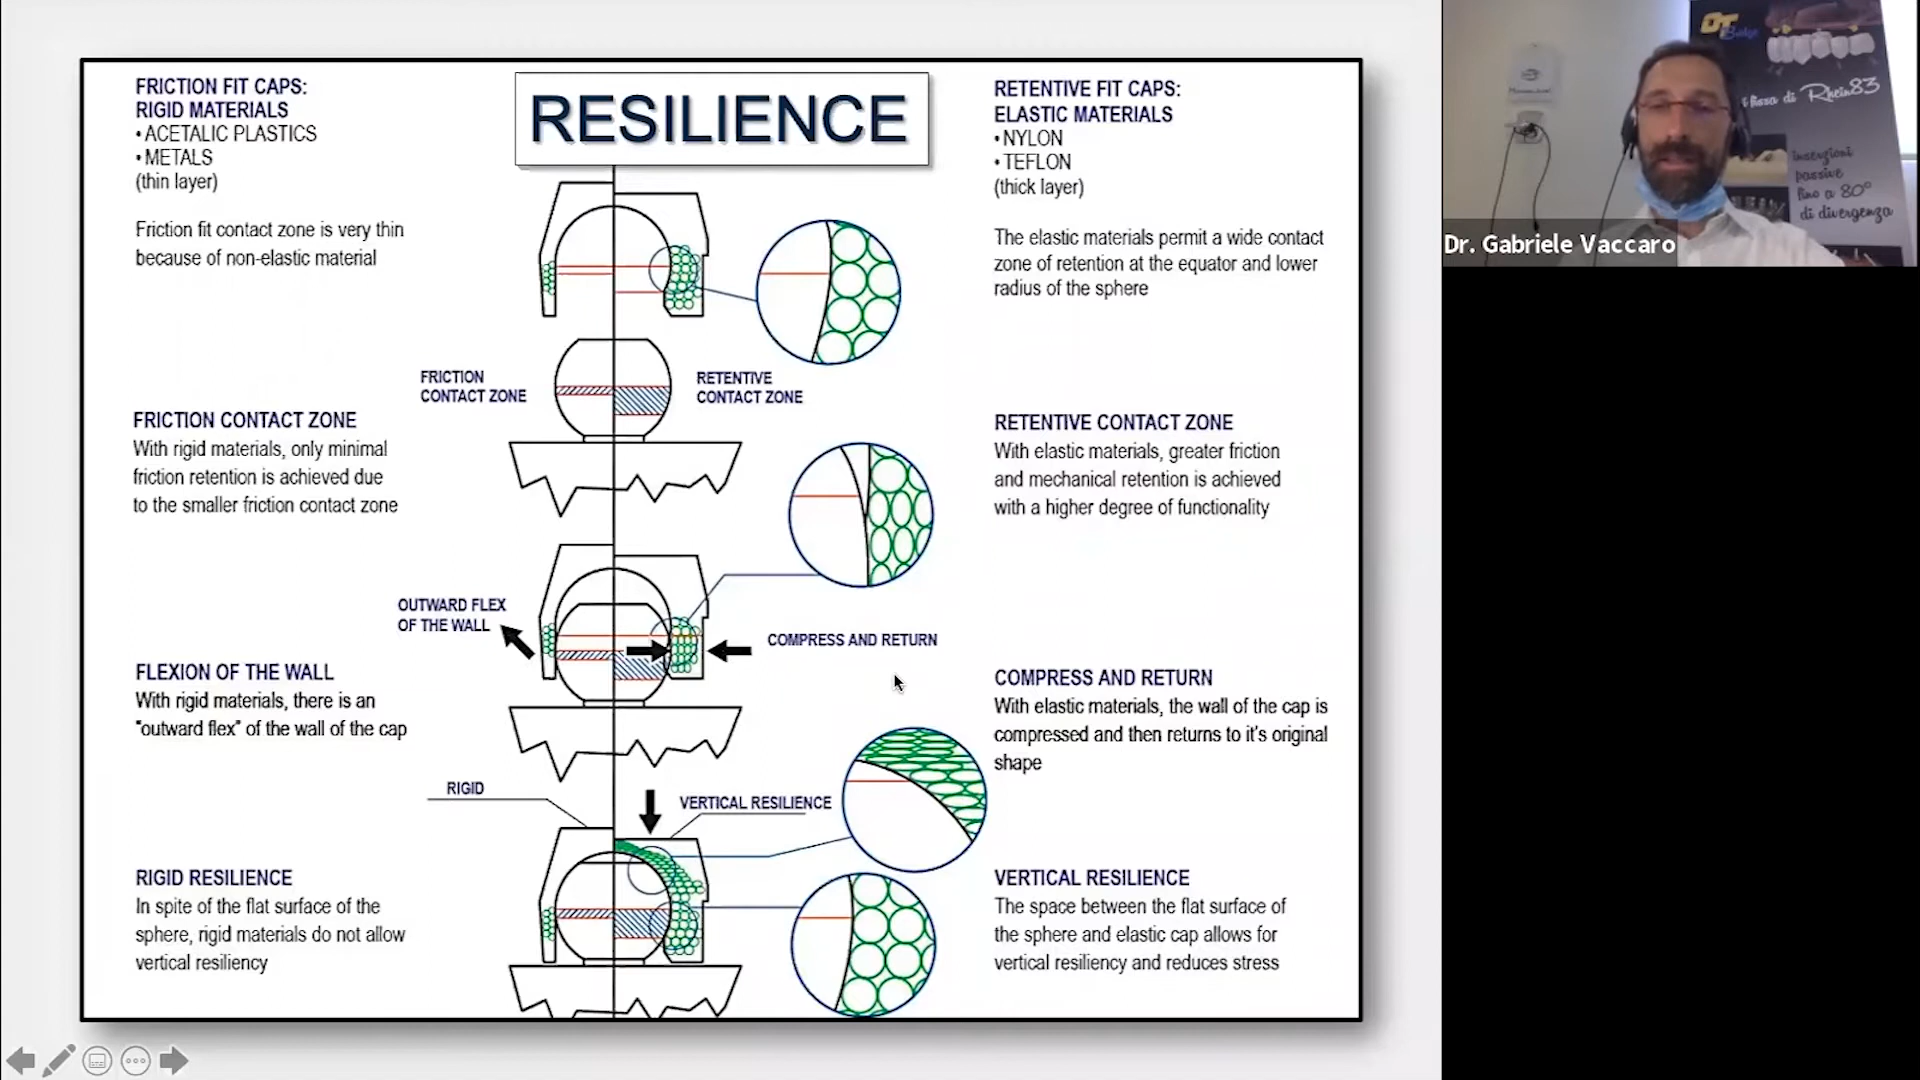 RESILIENCE
FRICTION FIT CAPS:
RIGID MATERIALS
• ACETALIC PLASTICS
• METALS
(thin layer)
Friction fit contact zone is very thin
because of non-elastic material
RETENTIVE FIT CAPS:
ELASTIC MATERIALS
• NYLON
• TEFLON
(thick layer)
The elastic materials permit a wide contact
zone of retention at the equator and lower
radius of the sphere
FRICTION
CONTACT ZONE
RETENTIVE
CONTACT ZONE
FRICTION CONTACT ZONE
With rigid materials, only minimal
friction retention is achieved due
to the smaller friction contact zone
RETENTIVE CONTACT ZONE
With elastic materials, greater friction
and mechanical retention is achieved
with a higher degree of functionality
OUTWARD FLEX
OF THE WALL
COMPRESS AND RETURN
FLEXION OF THE WALL
With rigid materials, there is an
"outward flex" of the wall of the cap
COMPRESS AND RETURN
With elastic materials, the wall of the cap is
compressed and then returns to it's original
shape
RIGID
VERTICAL RESILIENCE
RIGID RESILIENCE
In spite of the flat surface of the
sphere, rigid materials do not allow
vertical resiliency
VERTICAL RESILIENCE
The space between the flat surface of
the sphere and elastic cap allows for
vertical resiliency and reduces stress
OT
Bridge
fissa di Rhein83
inserzioni
passive
fino a 80°
di divergenza
Dr. Gabriele Vaccaro